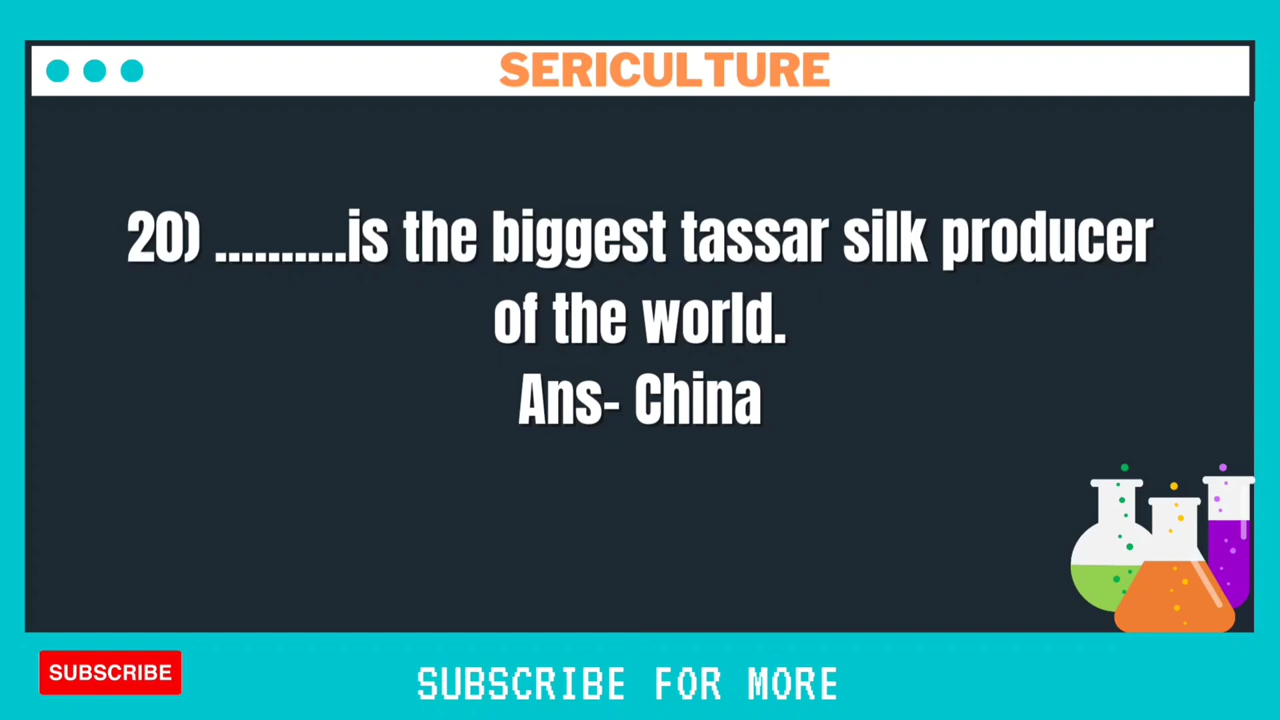 SERICULTURE
20) ..........is the biggest tassar silk producer
of the world.
Ans- China
SUBSCRIBE
SUBSCRIBE FOR MORE